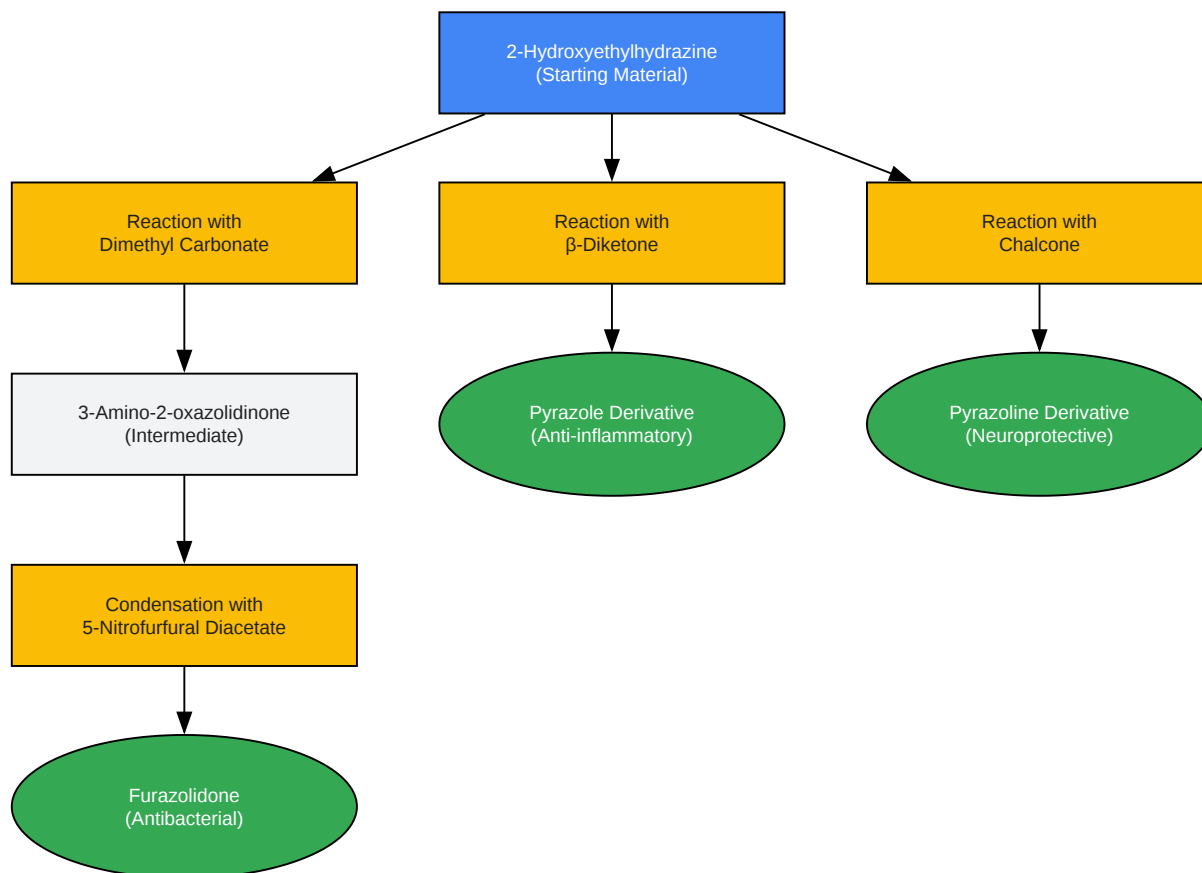 2-Hydroxyethylhydrazine
(Starting Material)
Reaction with
Dimethyl Carbonate
Reaction with
β-Diketone
Reaction with
Chalcone
3-Amino-2-oxazolidinone
(Intermediate)
Pyrazole Derivative
(Anti-inflammatory)
Pyrazoline Derivative
(Neuroprotective)
Condensation with
5-Nitrofurfural Diacetate
Furazolidone
(Antibacterial)